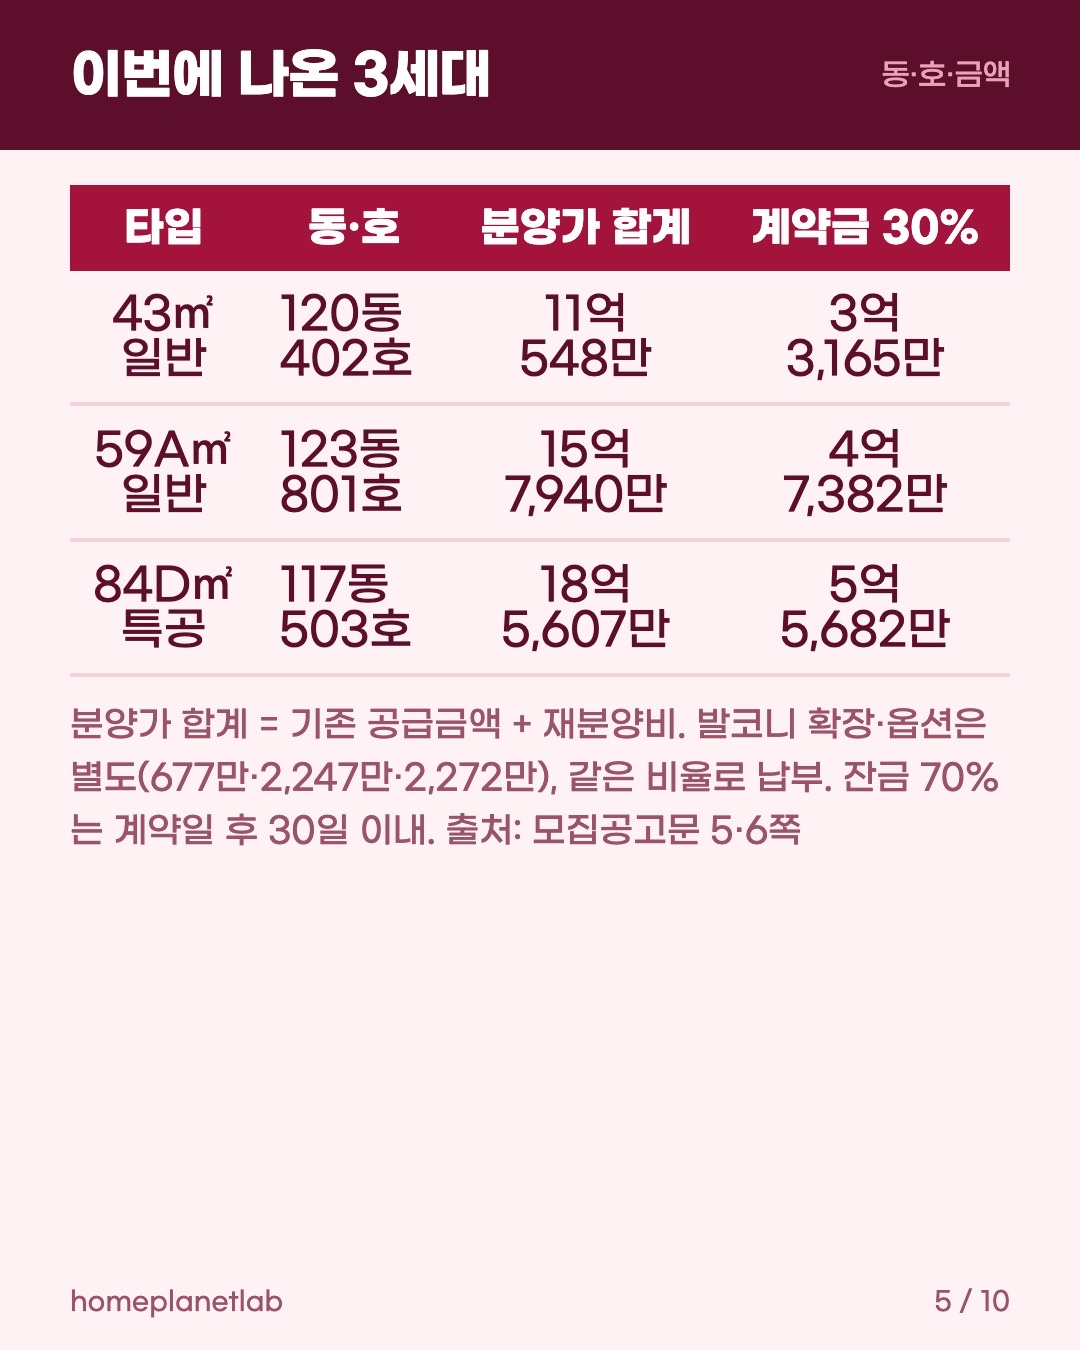 이번에 나온 3세대
동·호·금액
타입 동·호 분양가 합계 계약금 30%
43㎡ 120동 11억 3억
일반 402호 548만 3,165만
59A㎡ 123동 15억 4억
일반 801호 7,940만 7,382만
84D㎡ 117동 18억 5억
특공 503호 5,607만 5,682만
분양가 합계 = 기존 공급금액 + 재분양비. 발코니 확장·옵션은
별도(677만·2,247만·2,272만), 같은 비율로 납부. 잔금 70%
는 계약일 후 30일 이내. 출처: 모집공고문 5·6쪽
homeplanetlab
5 / 10